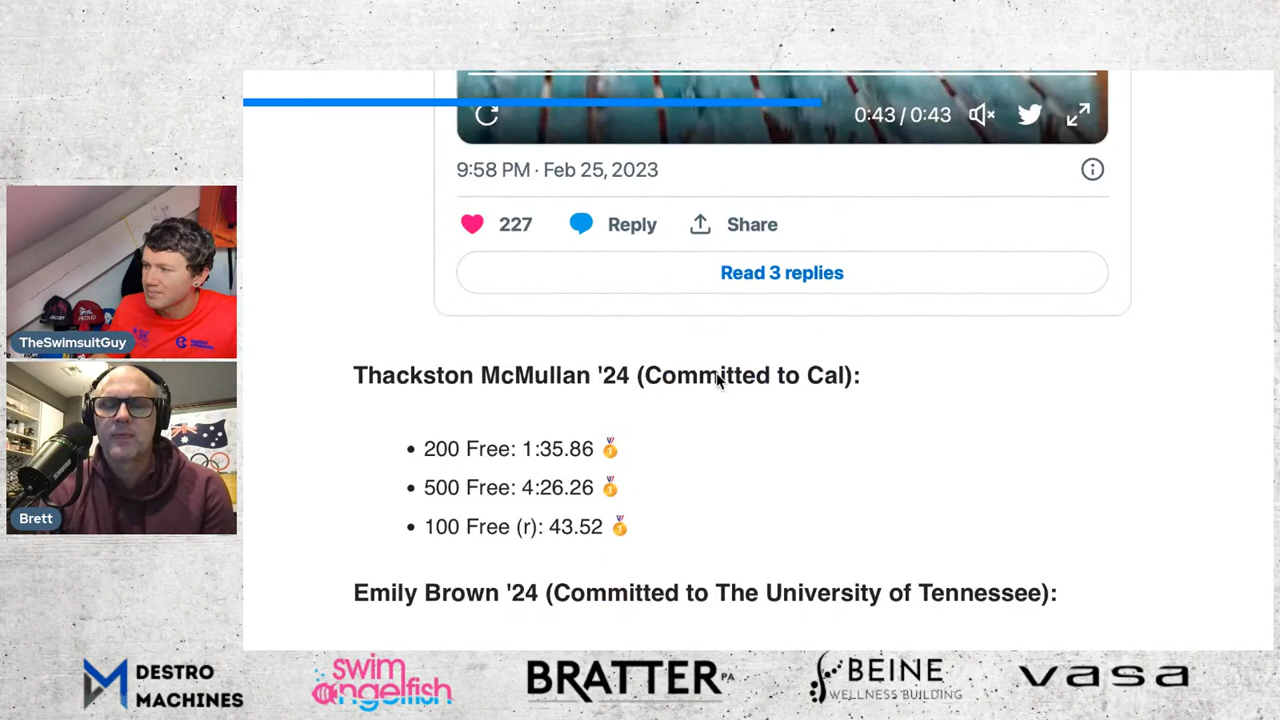 0:43 / 0:43
9:58 PM · Feb 25, 2023
227 Reply Share
Read 3 replies
Thackston McMullan '24 (Committed to Cal):
• 200 Free: 1:35.86
• 500 Free: 4:26.26
• 100 Free (r): 43.52
Emily Brown '24 (Committed to The University of Tennessee):
TheSwimsuitGuy
Brett
DESTRO
MACHINES
swim
angelfish
BRATTER PA
BEINE
WELLNESS BUILDING
vasa